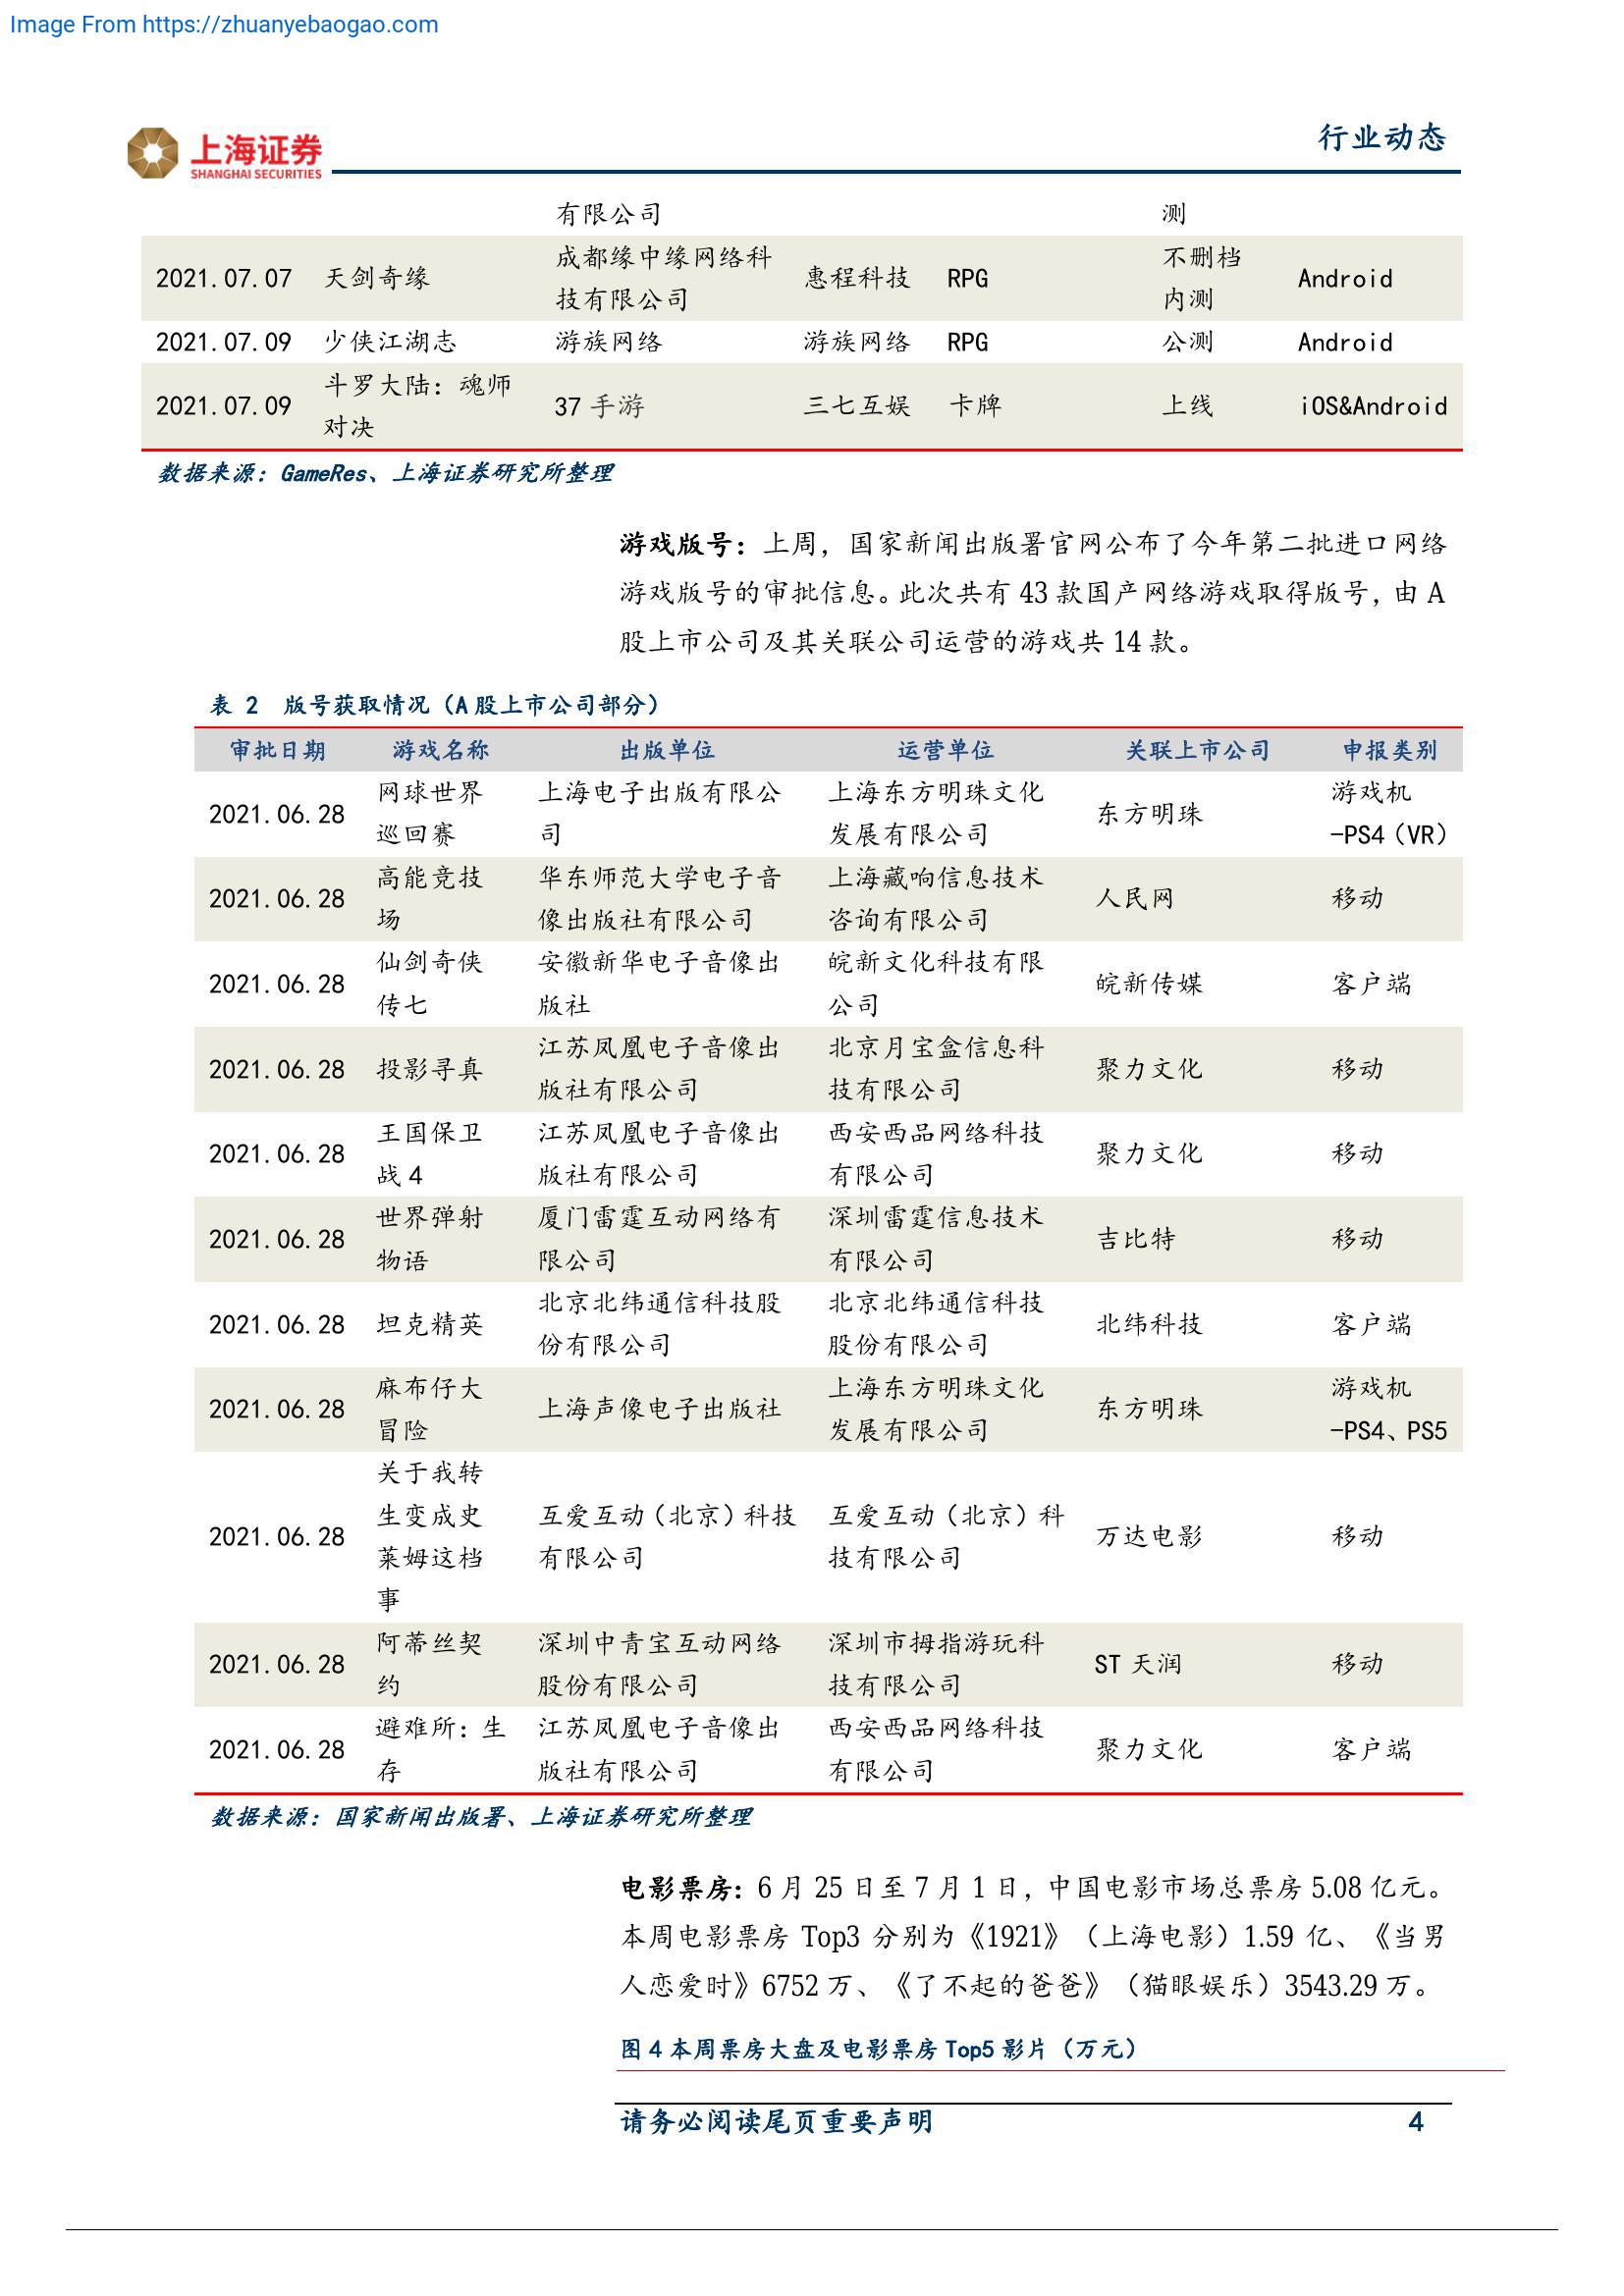 Image From https://zhuanyebaogao.com
上海证券
SHANGHAI SECURITIES
行业动态
有限公司 测
2021.07.07 天剑奇缘 成都缘中缘网络科技有限公司 惠程科技 RPG 不删档内测 Android
2021.07.09 少侠江湖志 游族网络 游族网络 RPG 公测 Android
2021.07.09 斗罗大陆：魂师对决 37 手游 三七互娱 卡牌 上线 iOS&Android
数据来源：GameRes、上海证券研究所整理
游戏版号：上周，国家新闻出版署官网公布了今年第二批进口网络
游戏版号的审批信息。此次共有 43 款国产网络游戏取得版号，由 A
股上市公司及其关联公司运营的游戏共 14 款。
表 2 版号获取情况（A 股上市公司部分）
审批日期 游戏名称 出版单位 运营单位 关联上市公司 申报类别
2021.06.28 网球世界巡回赛 上海电子出版有限公司 上海东方明珠文化发展有限公司 东方明珠 游戏机-PS4（VR）
2021.06.28 高能竞技场 华东师范大学电子音像出版社有限公司 上海藏响信息技术咨询有限公司 人民网 移动
2021.06.28 仙剑奇侠传七 安徽新华电子音像出版社 皖新文化科技有限公司 皖新传媒 客户端
2021.06.28 投影寻真 江苏凤凰电子音像出版社有限公司 北京月宝盒信息科技有限公司 聚力文化 移动
2021.06.28 王国保卫战 4 江苏凤凰电子音像出版社有限公司 西安西品网络科技有限公司 聚力文化 移动
2021.06.28 世界弹射物语 厦门雷霆互动网络有限公司 深圳雷霆信息技术有限公司 吉比特 移动
2021.06.28 坦克精英 北京北纬通信科技股份有限公司 北京北纬通信科技股份有限公司 北纬科技 客户端
2021.06.28 麻布仔大冒险 上海声像电子出版社 上海东方明珠文化发展有限公司 东方明珠 游戏机-PS4、PS5
2021.06.28 关于我转生变成史莱姆这档事 互爱互动（北京）科技有限公司 互爱互动（北京）科技有限公司 万达电影 移动
2021.06.28 阿蒂丝契约 深圳中青宝互动网络股份有限公司 深圳市拇指游玩科技有限公司 ST 天润 移动
2021.06.28 避难所：生存 江苏凤凰电子音像出版社有限公司 西安西品网络科技有限公司 聚力文化 客户端
数据来源：国家新闻出版署、上海证券研究所整理
电影票房：6 月 25 日至 7 月 1 日，中国电影市场总票房 5.08 亿元。
本周电影票房 Top3 分别为《1921》（上海电影）1.59 亿、《当男
人恋爱时》6752 万、《了不起的爸爸》（猫眼娱乐）3543.29 万。
图 4 本周票房大盘及电影票房 Top5 影片（万元）
请务必阅读尾页重要声明 4